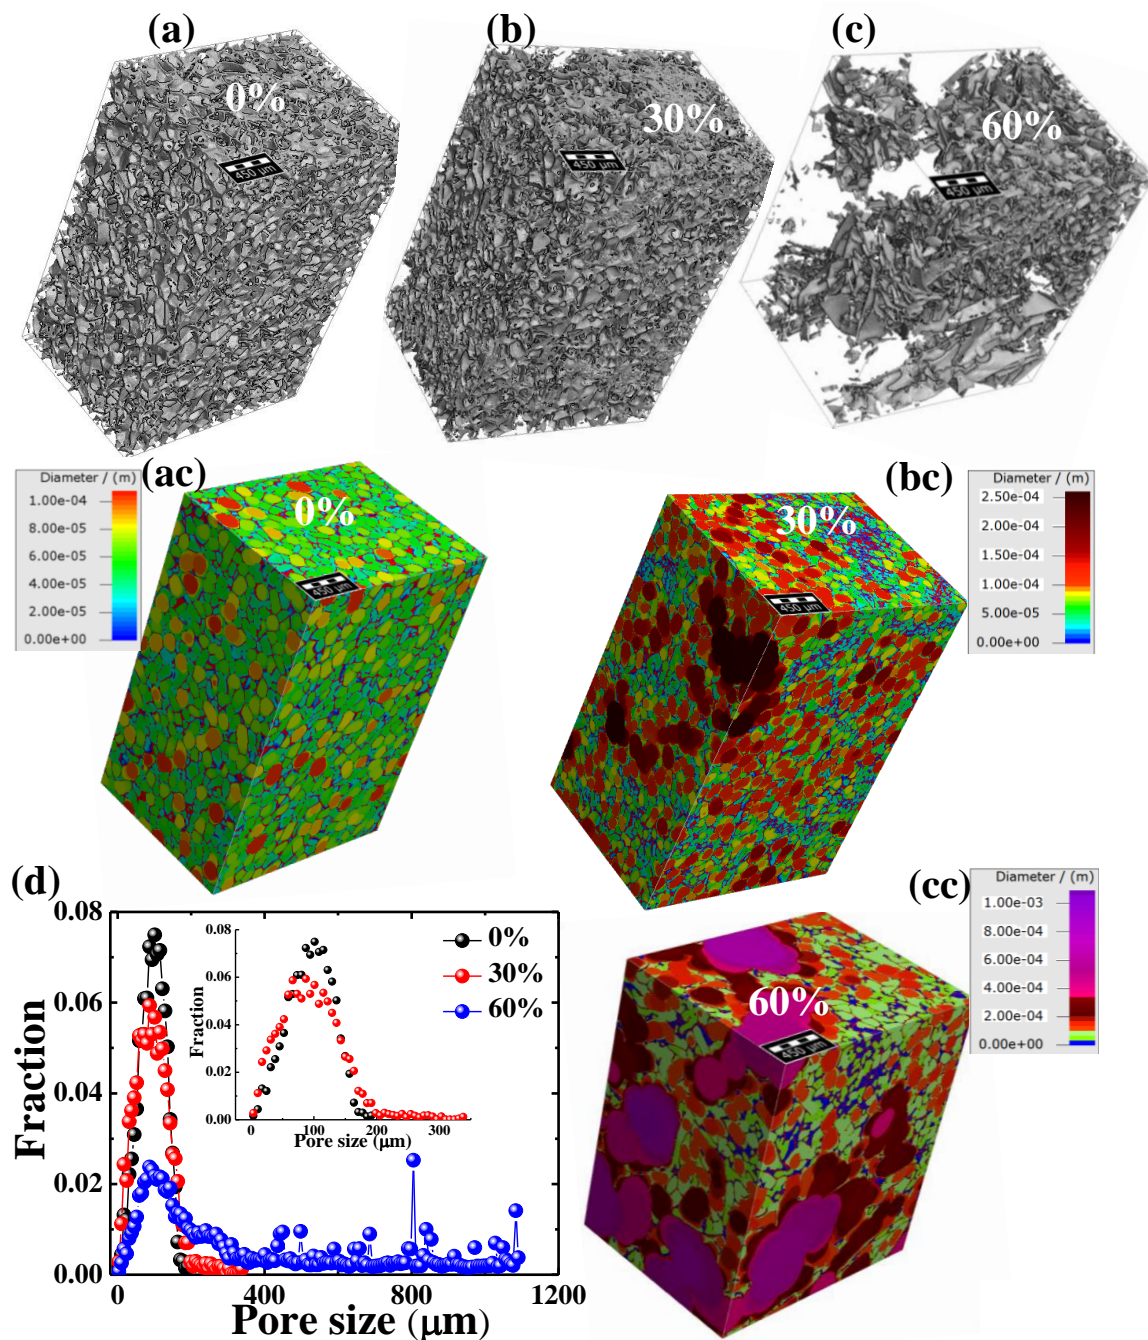 (a)
(b)
(c)
0%
30%
60%
450 μm
450 μm
450 μm
(ac)
(bc)
Diameter / (m)
1.00e-04
8.00e-05
6.00e-05
4.00e-05
2.00e-05
0.00e+00
0%
450 μm
30%
450 μm
Diameter / (m)
2.50e-04
2.00e-04
1.50e-04
1.00e-04
5.00e-05
0.00e+00
(d)
(cc)
Diameter / (m)
1.00e-03
8.00e-04
6.00e-04
4.00e-04
2.00e-04
0.00e+00
60%
450 μm
0.08
0.06
0.04
0.02
0.00
Fraction
0 400 800 1200
Pore size (μm)
0%
30%
60%
0.08
0.06
0.04
0.02
0.00
Fraction
0 100 200 300
Pore size (μm)